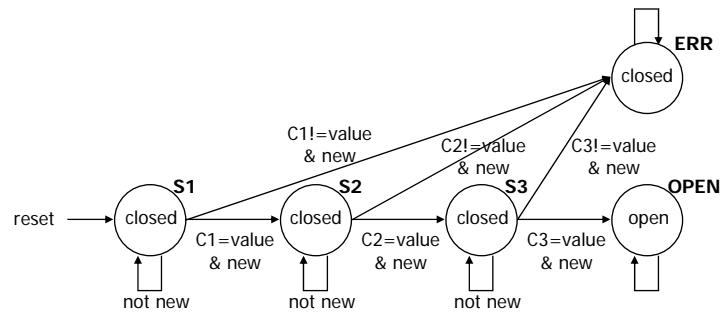 ERR
closed
C1!=value
& new
C2!=value
& new
C3!=value
& new
S1
S2
S3
OPEN
reset
closed
closed
closed
open
C1=value
& new
C2=value
& new
C3=value
& new
not new
not new
not new